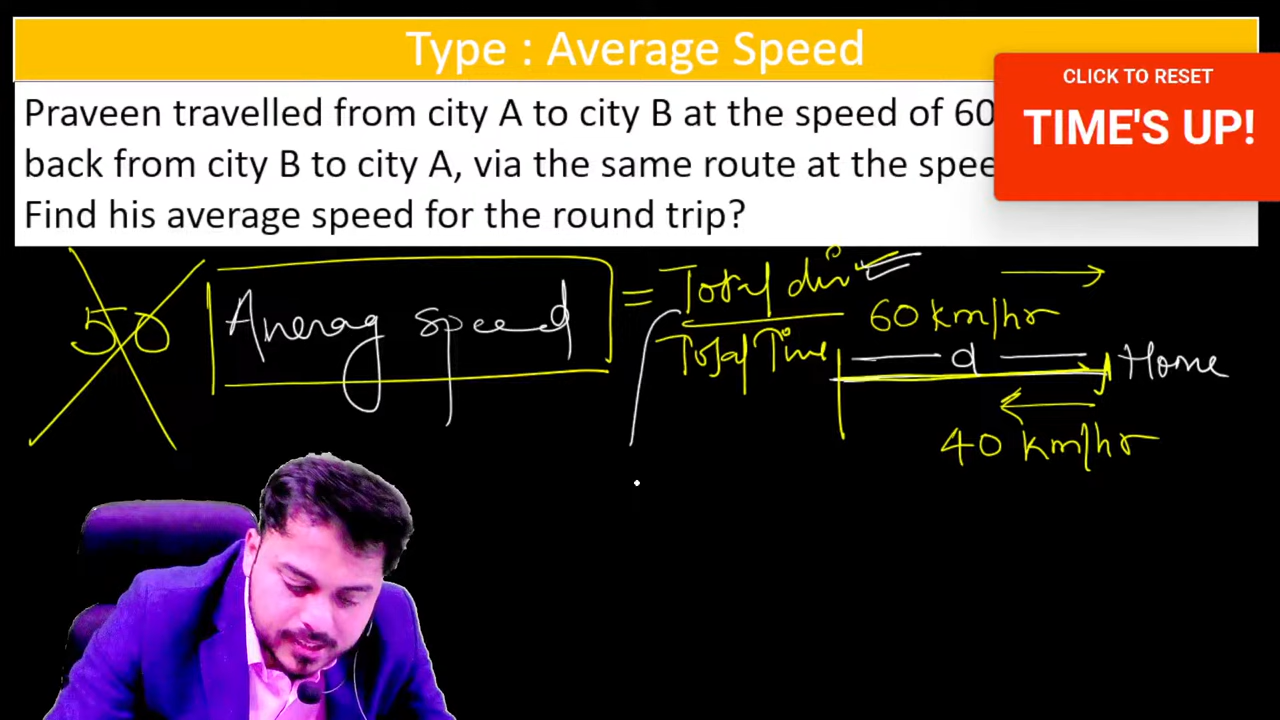 Type : Average Speed
CLICK TO RESET
TIME'S UP!
Praveen travelled from city A to city B at the speed of 60
back from city B to city A, via the same route at the spee
Find his average speed for the round trip?
50
Averag speed
=
Total dis
Total Time
60 km/hr
d
Home
40 km/hr